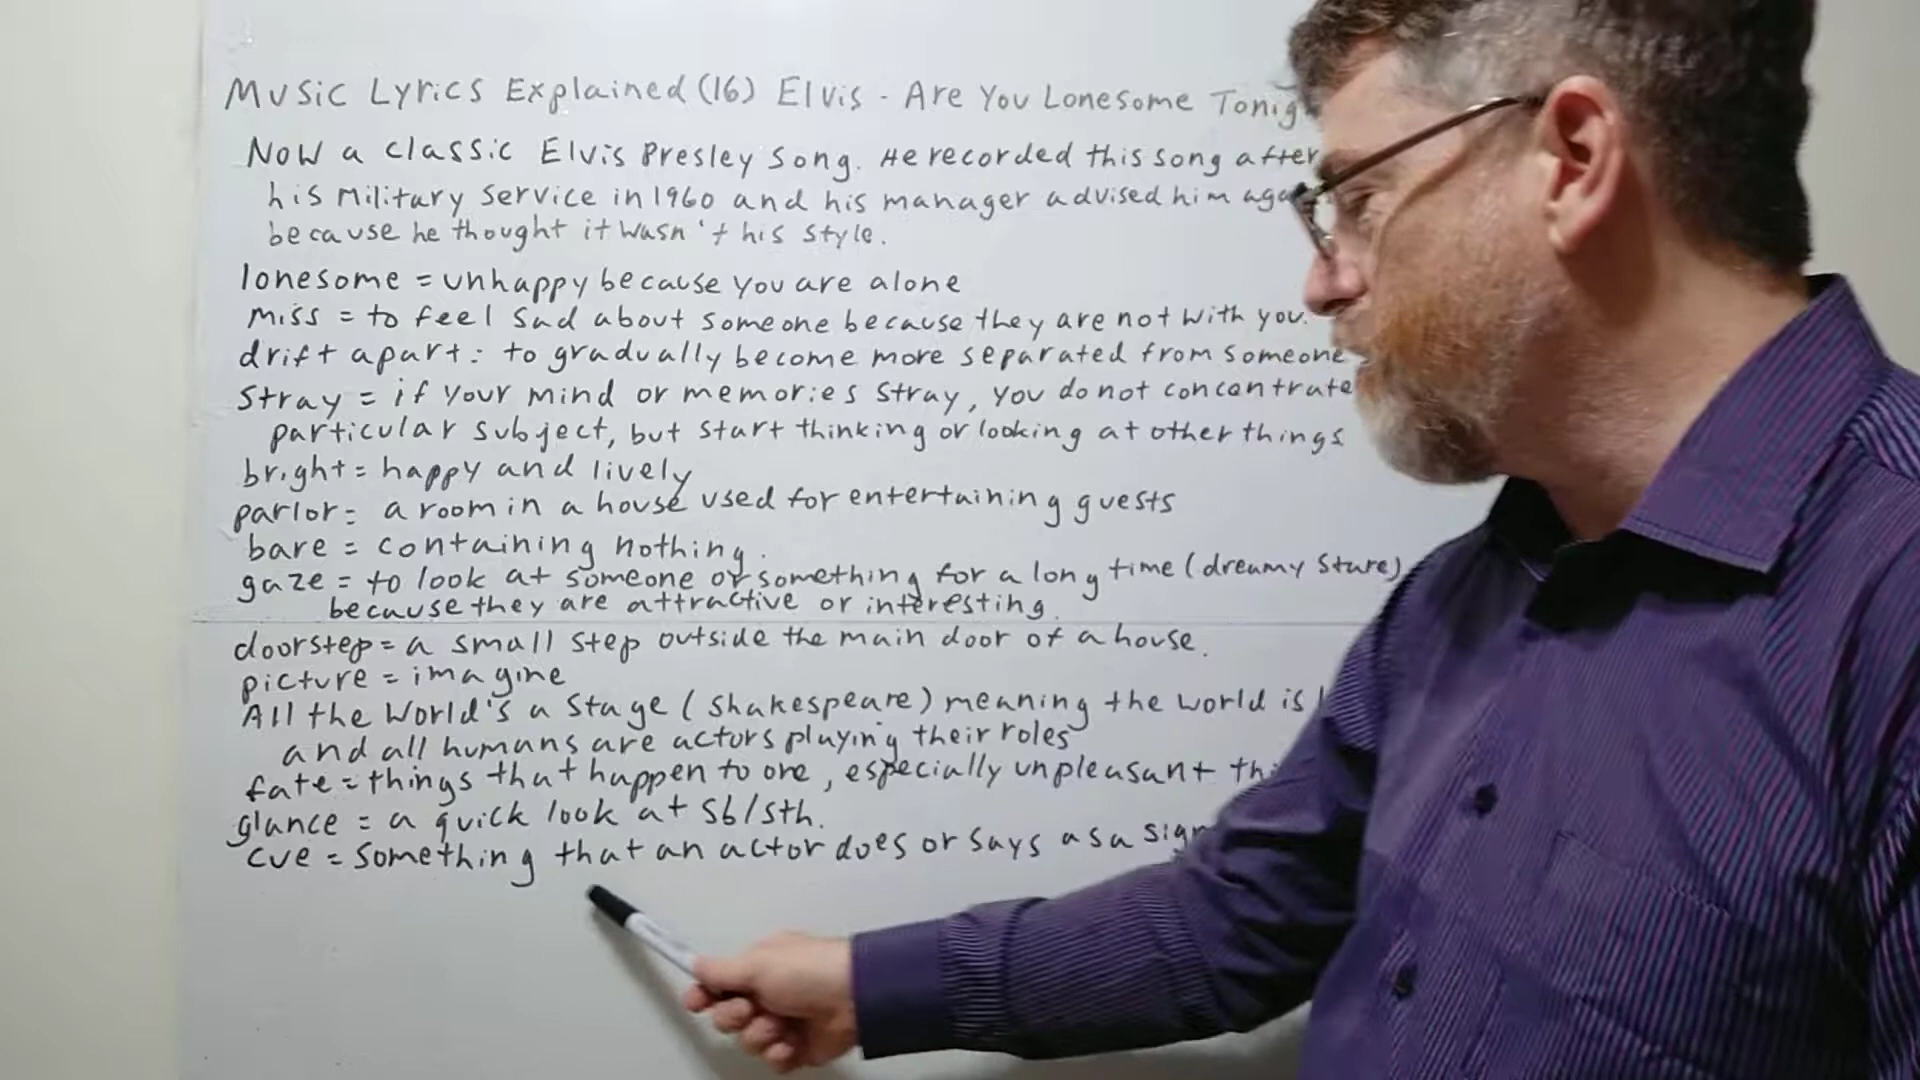 Music Lyrics Explained (16) Elvis - Are You Lonesome Tonig
Now a classic Elvis Presley song. He recorded this song after
his military service in 1960 and his manager advised him aga
because he thought it wasn't his style.
lonesome = unhappy because you are alone
miss = to feel sad about someone because they are not with you.
drift apart: to gradually become more separated from someone
stray = if your mind or memories stray, you do not concentrate
particular subject, but start thinking or looking at other things
bright = happy and lively
parlor = a room in a house used for entertaining guests
bare = containing nothing.
gaze = to look at someone or something for a long time (dreamy stare)
because they are attractive or interesting
doorstep = a small step outside the main door of a house.
picture = imagine
All the World's a stage (Shakespeare) meaning the world is
and all humans are actors playing their roles
fate = things that happen to one, especially unpleasant thi
glance = a quick look at sb/sth.
cue = something that an actor does or says as a sign